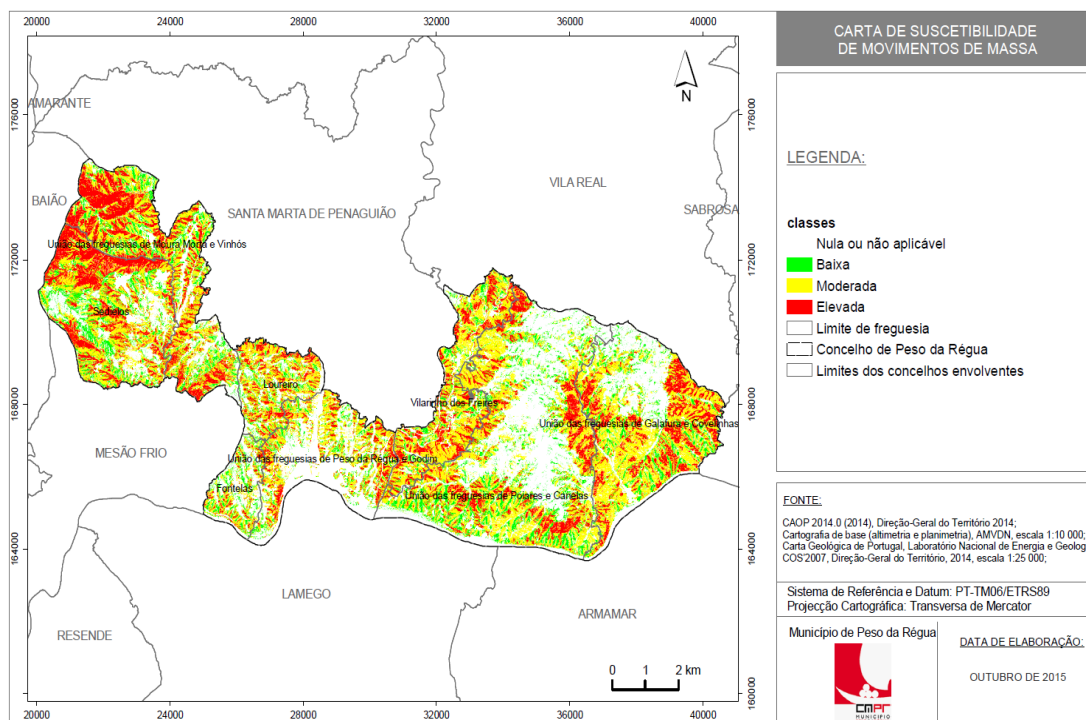 20000 24000 28000 32000 36000 40000
176000 176000
172000 172000
168000 168000
164000 164000
160000 160000
AMARANTE
BAIÃO
SANTA MARTA DE PENAGUIÃO
VILA REAL
SABROSA
N
União das freguesias de Moura Morta e Vinhós
Sedielos
Loureiro
Vilarinho dos Freires
União das freguesias de Galafura e Covelinhas
MESÃO FRIO
União das freguesias de Peso da Régua e Godim
Fontelas
União das freguesias de Poiares e Canelas
LAMEGO
ARMAMAR
RESENDE
0 1 2 km
20000 24000 28000 32000 36000 40000
CARTA DE SUSCETIBILIDADE
DE MOVIMENTOS DE MASSA
LEGENDA:
classes
Nula ou não aplicável
Baixa
Moderada
Elevada
Limite de freguesia
Concelho de Peso da Régua
Limites dos concelhos envolventes
FONTE:
CAOP 2014.0 (2014), Direção-Geral do Território 2014;
Cartografia de base (altimetria e planimetria), AMVDN, escala 1:10 000;
Carta Geológica de Portugal, Laboratório Nacional de Energia e Geolog
COS'2007, Direção-Geral do Território, 2014, escala 1:25 000;
Sistema de Referência e Datum: PT-TM06/ETRS89
Projecção Cartográfica: Transversa de Mercator
Município de Peso da Régua
CMPR
MUNICIPIO
DATA DE ELABORAÇÃO:
OUTUBRO DE 2015